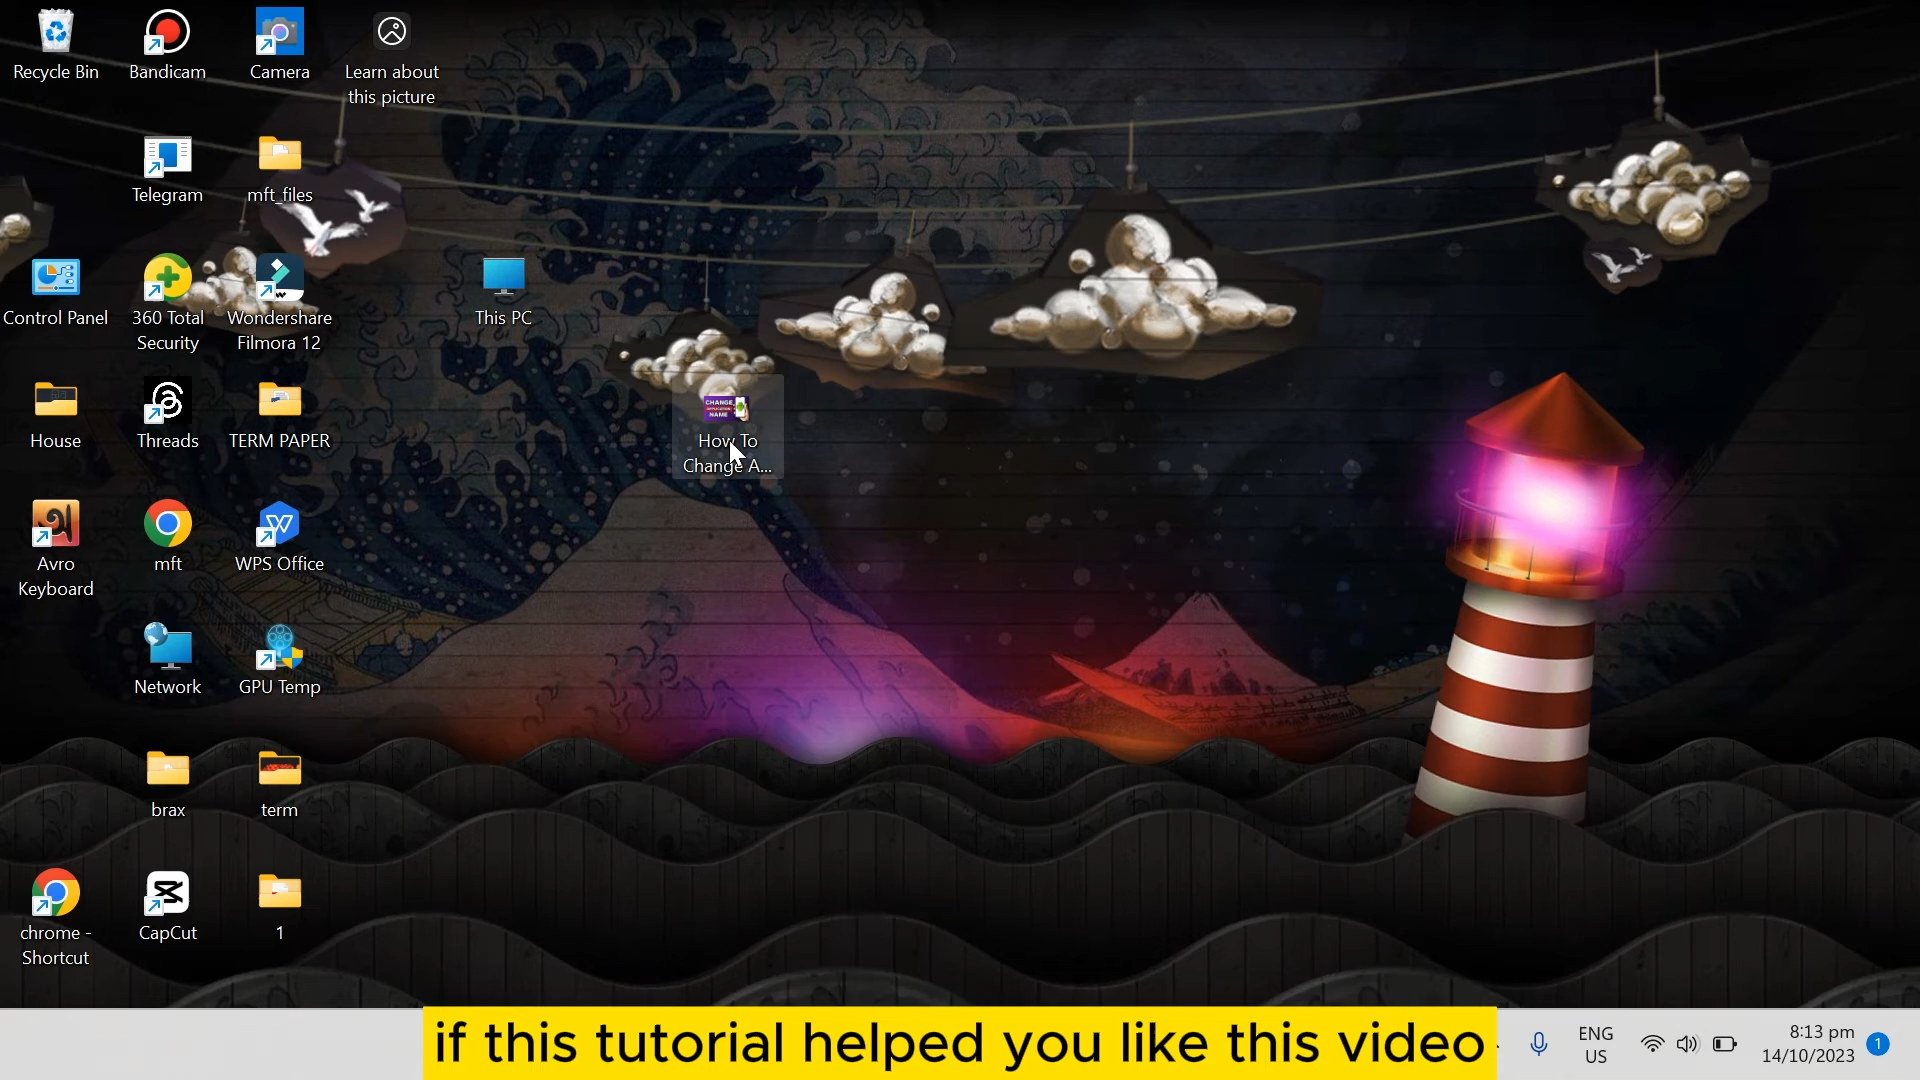 Recycle Bin
Bandicam
Camera
Learn about
this picture
Telegram
mft_files
Control Panel
360 Total
Security
Wondershare
Filmora 12
This PC
House
Threads
TERM PAPER
CHANGE
APPLICATION
NAME
How To
Change A...
Avro
Keyboard
mft
WPS Office
Network
GPU Temp
brax
term
chrome -
Shortcut
CapCut
1
if this tutorial helped you like this video
ENG
US
8:13 pm
14/10/2023
1